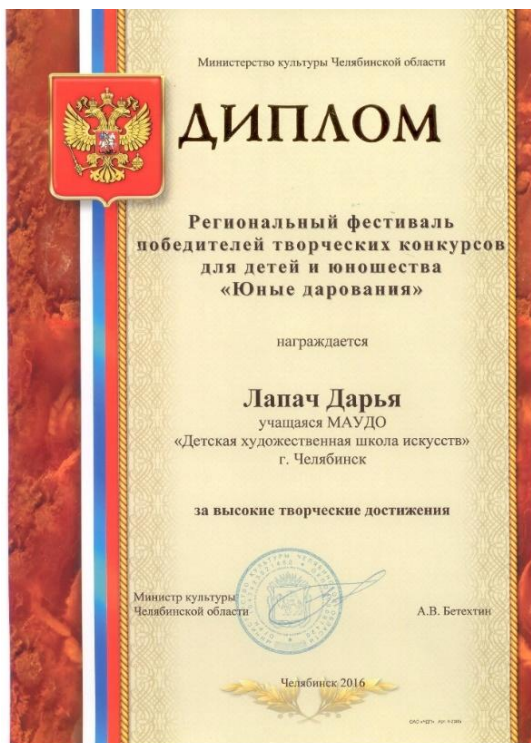 Министерство культуры Челябинской области
ДИПЛОМ
Региональный фестиваль
победителей творческих конкурсов
для детей и юношества
«Юные дарования»
награждается
Лапач Дарья
учащаяся МАУДО
«Детская художественная школа искусств»
г. Челябинск
за высокие творческие достижения
Министр культуры
Челябинской области
А.В. Бетехтин
Челябинск 2016